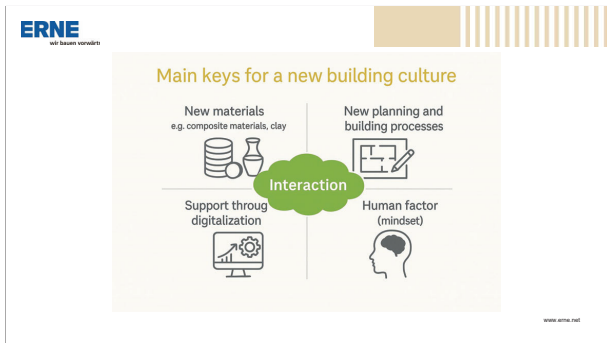 ERNE
wir bauen vorwärts
Main keys for a new building culture
New materials
e.g. composite materials, clay
New planning and
building processes
Interaction
Support throug
digitalization
Human factor
(mindset)
www.erne.net